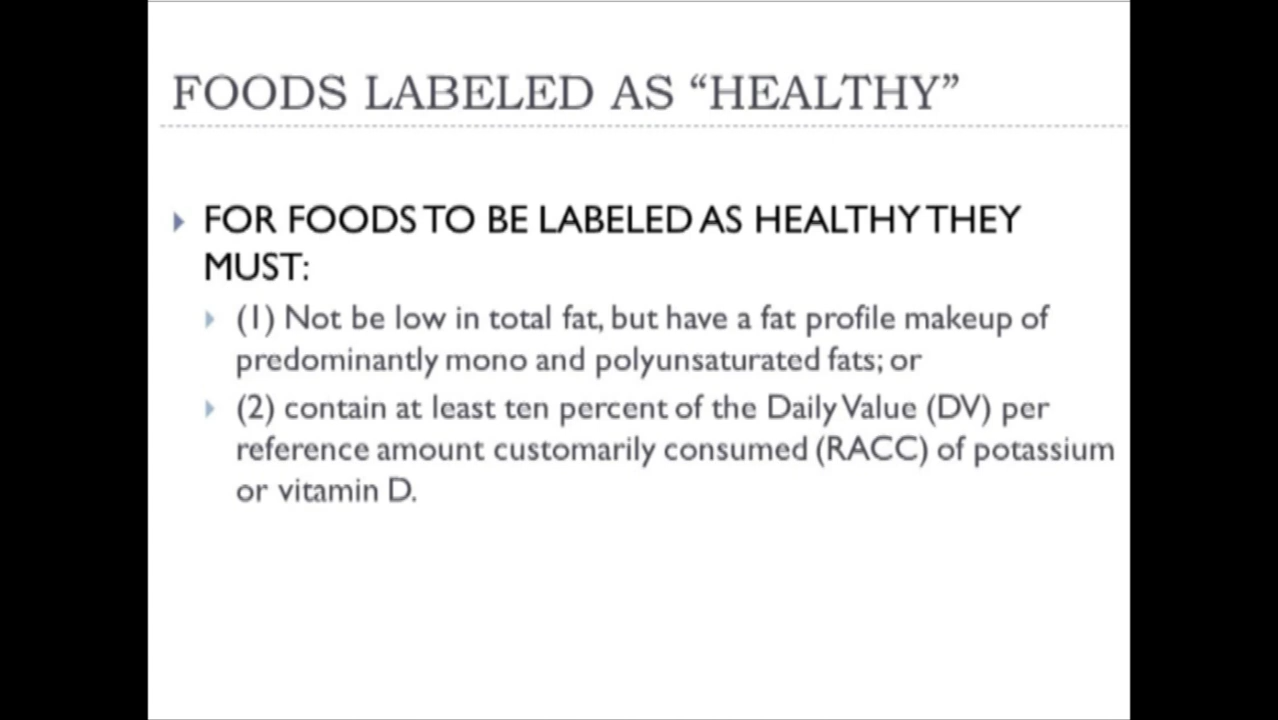 FOODS LABELED AS “HEALTHY”
FOR FOODS TO BE LABELED AS HEALTHY THEY
MUST:
(1) Not be low in total fat, but have a fat profile makeup of
predominantly mono and polyunsaturated fats; or
(2) contain at least ten percent of the Daily Value (DV) per
reference amount customarily consumed (RACC) of potassium
or vitamin D.